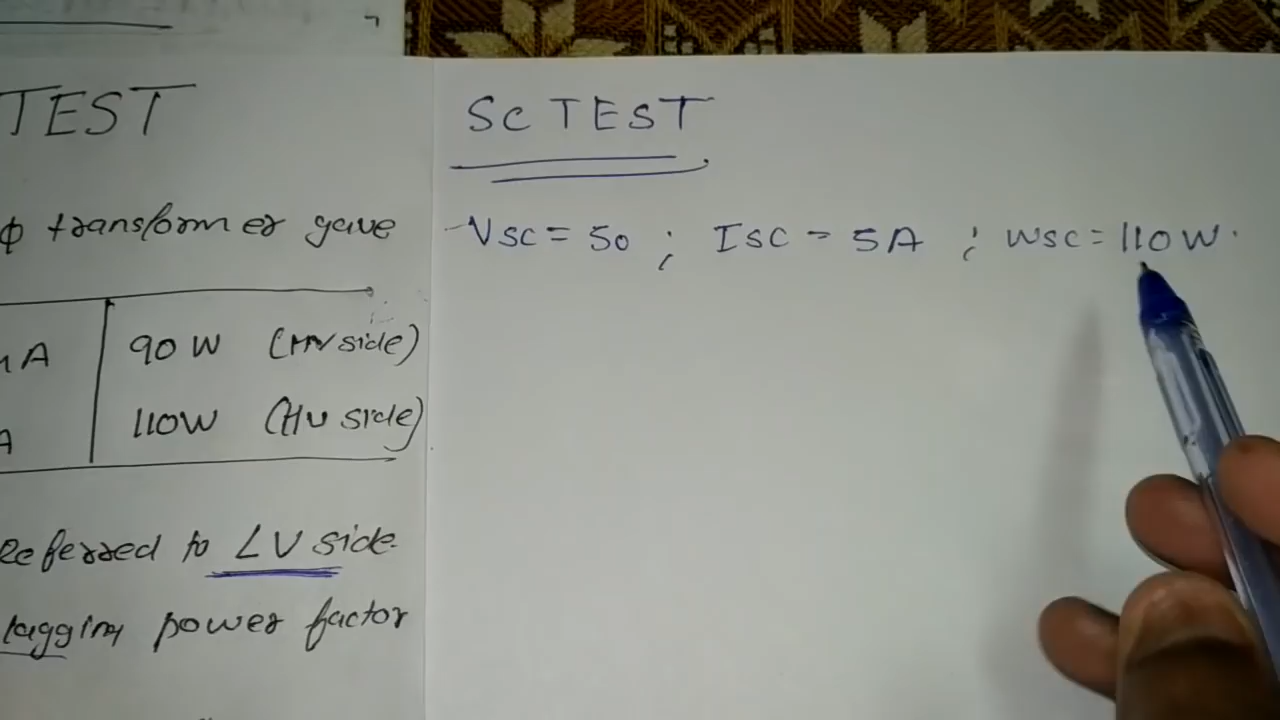 TEST
φ transformer gave
A
90 W (HV side)
A
110W (HV side)
Referred to LV side.
lagging power factor
SC TEST
Vsc = 50 ; Isc = 5A ; Wsc = 110W.